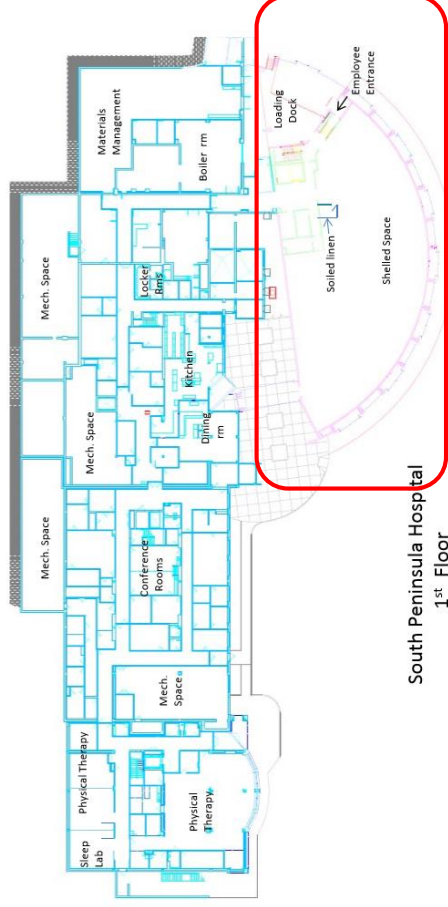 Sleep
Lab
Physical Therapy
Physical
Therapy
Mech.
Space
Mech. Space
Conference
Rooms
Mech. Space
Dining
rm
Kitchen
Mech. Space
Locker
Rms
Materials
Management
Boiler rm
Loading
Dock
Employee
Entrance
Soiled linen
Shelled Space
South Peninsula Hospital
1st Floor